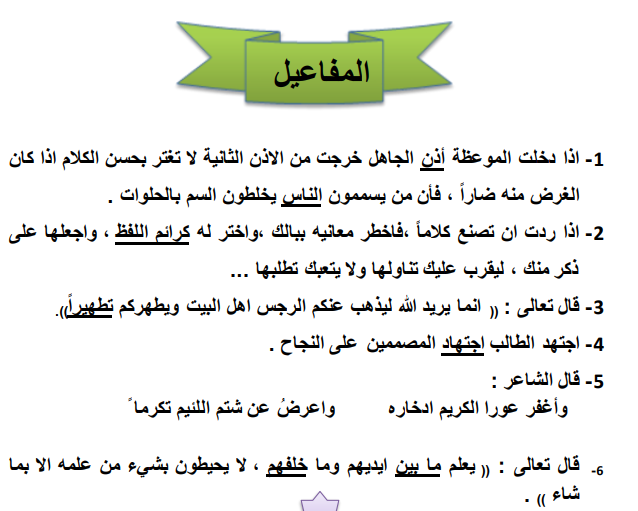 المفاعيل
1- اذا دخلت الموعظة أذن الجاهل خرجت من الاذن الثانية لا تغتر بحسن الكلام اذا كان
الغرض منه ضاراً ، فأن من يسممون الناس يخلطون السم بالحلوات .
2- اذا ردت ان تصنع كلاماً ،فاخطر معانيه ببالك ،واختر له كرائم اللفظ ، واجعلها على
ذكر منك ، ليقرب عليك تناولها ولا يتعبك تطلبها ...
3- قال تعالى : (( انما يريد الله ليذهب عنكم الرجس اهل البيت ويطهركم تطهيراً)).
4- اجتهد الطالب اجتهاد المصممين على النجاح .
5- قال الشاعر :
وأغفر عورا الكريم ادخاره واعرضُ عن شتم اللئيم تكرماً
6- قال تعالى : (( يعلم ما بين ايديهم وما خلفهم ، لا يحيطون بشيء من علمه الا بما
شاء )) .